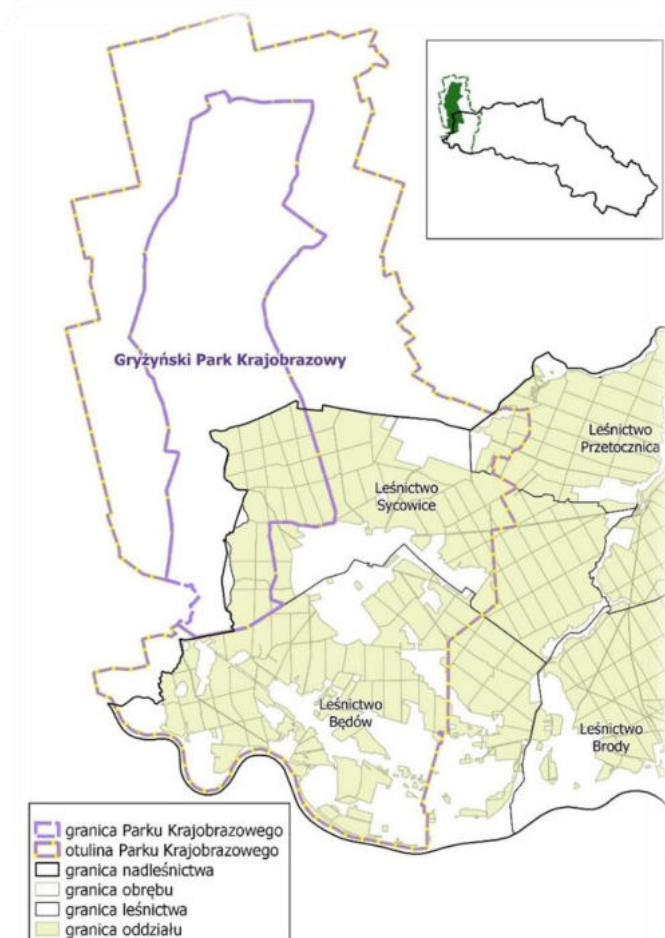 Gryżyński Park Krajobrazowy
Leśnictwo
Przetocznica
Leśnictwo
Sycowice
Leśnictwo
Będów
Leśnictwo
Brody
granica Parku Krajobrazowego
otulina Parku Krajobrazowego
granica nadleśnictwa
granica obrębu
granica leśnictwa
granica oddziału